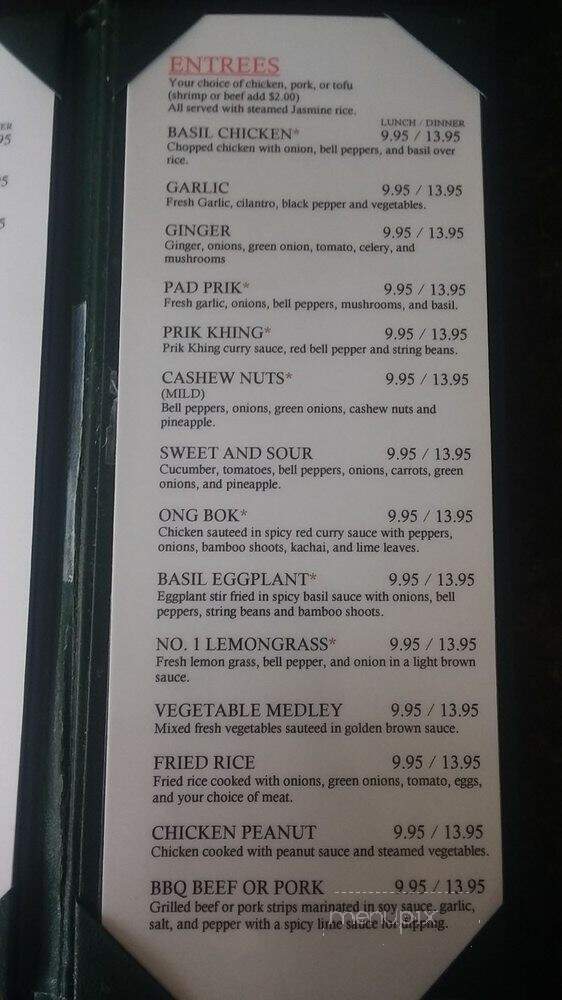 ER
95
5
5
ENTREES
Your choice of chicken, pork, or tofu
(shrimp or beef add $2.00)
All served with steamed Jasmine rice.
LUNCH / DINNER
BASIL CHICKEN* 9.95 / 13.95
Chopped chicken with onion, bell peppers, and basil over
rice.
GARLIC 9.95 / 13.95
Fresh Garlic, cilantro, black pepper and vegetables.
GINGER 9.95 / 13.95
Ginger, onions, green onion, tomato, celery, and
mushrooms
PAD PRIK* 9.95 / 13.95
Fresh garlic, onions, bell peppers, mushrooms, and basil.
PRIK KHING* 9.95 / 13.95
Prik Khing curry sauce, red bell pepper and string beans.
CASHEW NUTS* 9.95 / 13.95
(MILD)
Bell peppers, onions, green onions, cashew nuts and
pineapple.
SWEET AND SOUR 9.95 / 13.95
Cucumber, tomatoes, bell peppers, onions, carrots, green
onions, and pineapple.
ONG BOK* 9.95 / 13.95
Chicken sauteed in spicy red curry sauce with peppers,
onions, bamboo shoots, kachai, and lime leaves.
BASIL EGGPLANT* 9.95 / 13.95
Eggplant stir fried in spicy basil sauce with onions, bell
peppers, string beans and bamboo shoots.
NO. 1 LEMONGRASS* 9.95 / 13.95
Fresh lemon grass, bell pepper, and onion in a light brown
sauce.
VEGETABLE MEDLEY 9.95 / 13.95
Mixed fresh vegetables sauteed in golden brown sauce.
FRIED RICE 9.95 / 13.95
Fried rice cooked with onions, green onions, tomato, eggs,
and your choice of meat.
CHICKEN PEANUT 9.95 / 13.95
Chicken cooked with peanut sauce and steamed vegetables.
BBQ BEEF OR PORK 9.95 / 13.95
Grilled beef or pork strips marinated in soy sauce, garlic,
salt, and pepper with a spicy lime sauce for dipping.
menupix